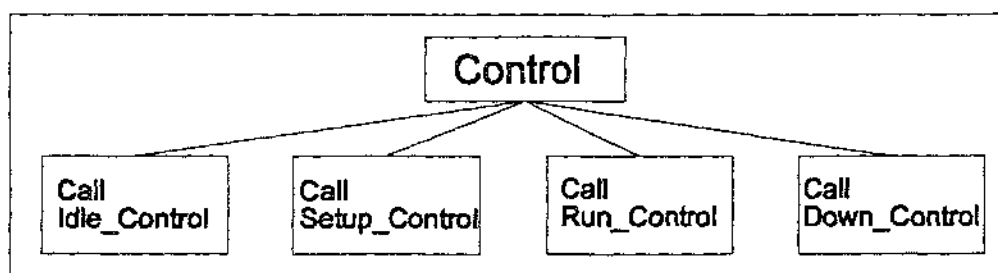 Control
Call
Idle_Control
Call
Setup_Control
Call
Run_Control
Call
Down_Control